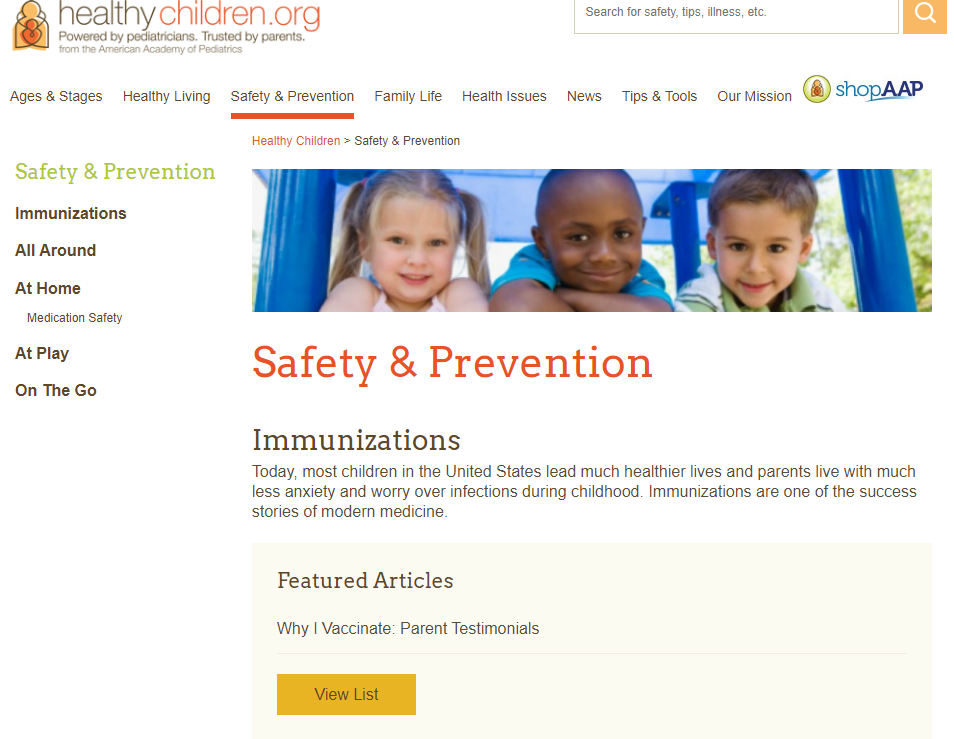 healthychildren.org
Powered by pediatricians. Trusted by parents.
from the American Academy of Pediatrics
Search for safety, tips, illness, etc.
Ages & Stages Healthy Living Safety & Prevention Family Life Health Issues News Tips & Tools Our Mission shopAAP
Healthy Children > Safety & Prevention
Safety & Prevention
Immunizations
All Around
At Home
Medication Safety
At Play
On The Go
Safety & Prevention
Immunizations
Today, most children in the United States lead much healthier lives and parents live with much
less anxiety and worry over infections during childhood. Immunizations are one of the success
stories of modern medicine.
Featured Articles
Why I Vaccinate: Parent Testimonials
View List